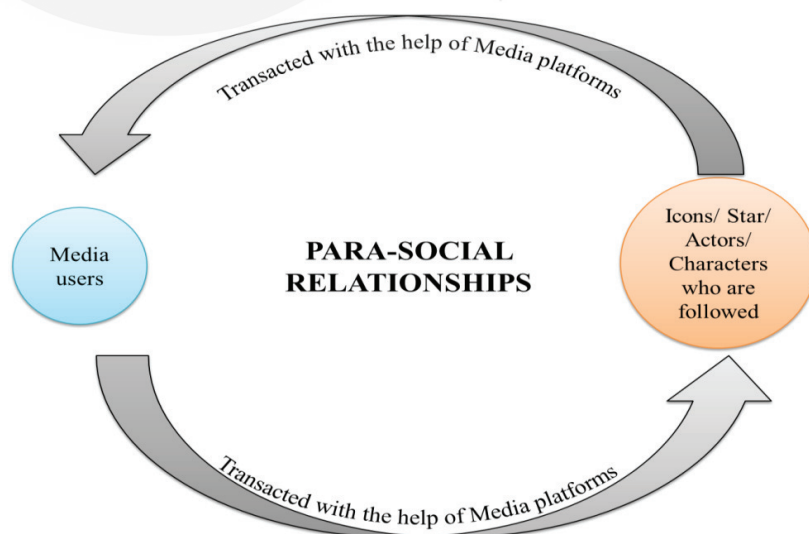 Transacted with the help of Media platforms
Media
users
PARA-SOCIAL
RELATIONSHIPS
Icons/ Star/
Actors/
Characters
who are
followed
Transacted with the help of Media platforms